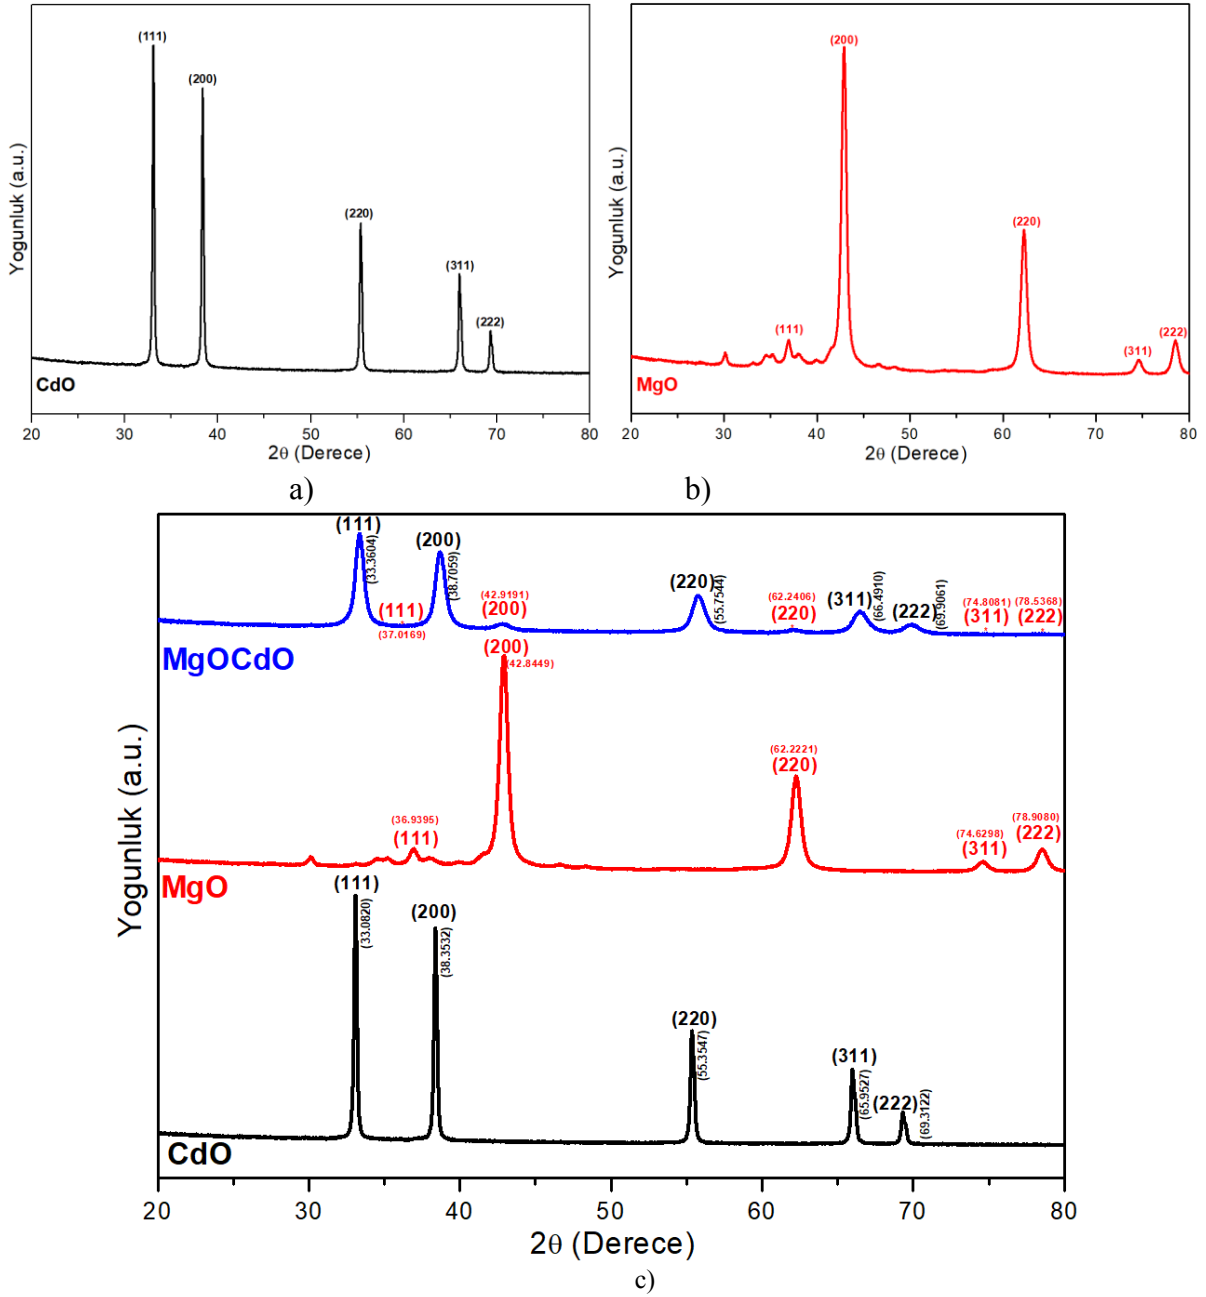 (111)
(200)
(220)
(311)
(222)
Yogunluk (a.u.)
CdO
20 30 40 50 60 70 80
2θ (Derece)
a)
(200)
(220)
(111)
(311)
(222)
Yogunluk (a.u.)
MgO
20 30 40 50 60 70 80
2θ (Derece)
b)
(111)
(33.3604)
(200)
(38.7059)
(111)
(37.0169)
(42.9191)
(200)
(220)
(55.7544)
(62.2406)
(220)
(311)
(66.4910)
(222)
(69.9061)
(74.8081)
(311)
(78.5368)
(222)
MgOCdO
(200)
(42.8449)
(36.9395)
(111)
(62.2221)
(220)
(74.6298)
(311)
(78.9080)
(222)
MgO
(111)
(33.0820)
(200)
(38.3532)
(220)
(55.3547)
(311)
(65.9527)
(222)
(69.3122)
CdO
Yogunluk (a.u.)
20 30 40 50 60 70 80
2θ (Derece)
c)